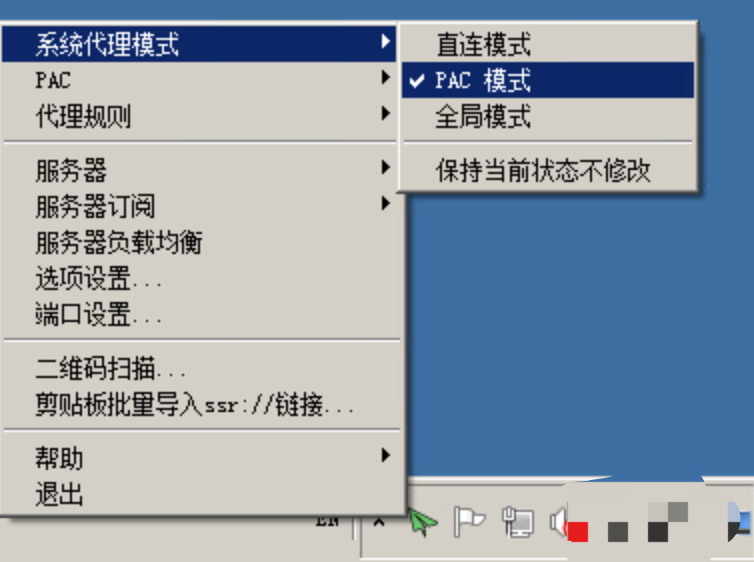 系统代理模式
PAC
代理规则
服务器
服务器订阅
服务器负载均衡
选项设置...
端口设置...
二维码扫描...
剪贴板批量导入ssr://链接...
帮助
退出
直连模式
PAC 模式
全局模式
保持当前状态不修改
EN